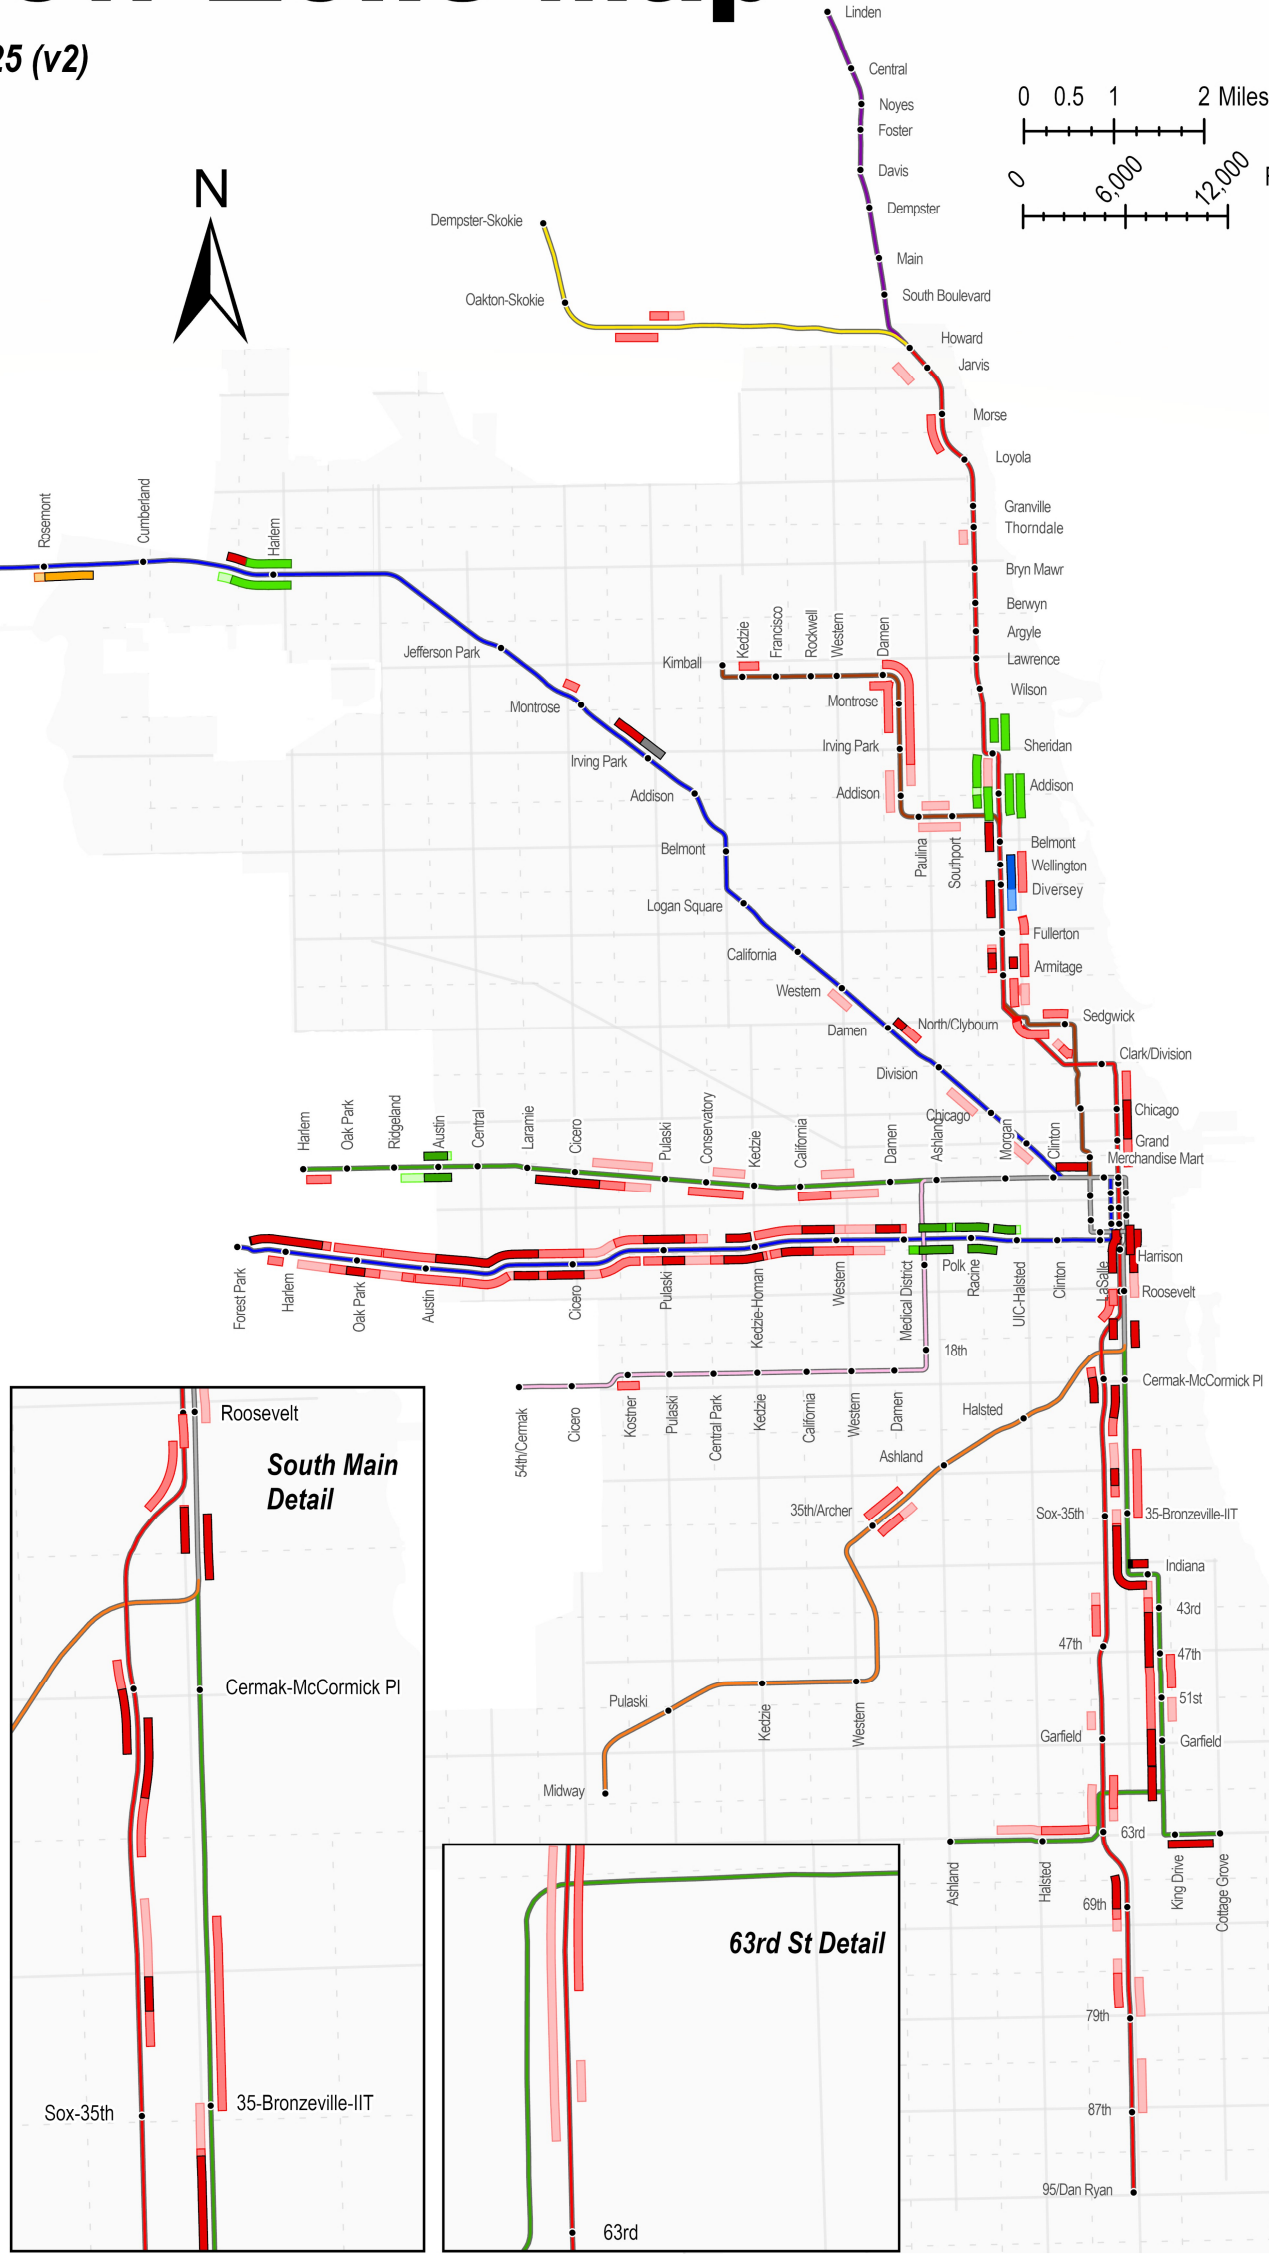 25 (v2)
Linden
Central
Noyes
Foster
Davis
Dempster
Main
South Boulevard
0 0.5 1 2 Miles
0 6,000 12,000
N
Dempster-Skokie
Oakton-Skokie
Howard
Jarvis
Morse
Loyola
Granville
Thorndale
Bryn Mawr
Berwyn
Argyle
Lawrence
Wilson
Sheridan
Addison
Belmont
Wellington
Diversey
Fullerton
Armitage
Sedgwick
Clark/Division
Chicago
Grand
Merchandise Mart
Rosemont
Cumberland
Harlem
Jefferson Park
Montrose
Irving Park
Addison
Belmont
Logan Square
California
Western
Damen
Division
Chicago
North/Clybourn
Kimball
Kedzie
Francisco
Rockwell
Western
Damen
Montrose
Irving Park
Addison
Paulina
Southport
Harlem
Oak Park
Ridgeland
Austin
Central
Laramie
Cicero
Pulaski
Conservatory
Kedzie
California
Damen
Ashland
Morgan
Clinton
Forest Park
Harlem
Oak Park
Austin
Cicero
Pulaski
Kedzie-Homan
Western
Medical District
Polk
Racine
UIC-Halsted
Clinton
LaSalle
Harrison
Roosevelt
18th
54th/Cermak
Cicero
Kostner
Pulaski
Central Park
Kedzie
California
Western
Damen
Cermak-McCormick Pl
Halsted
Ashland
35th/Archer
Sox-35th
35-Bronzeville-IIT
Indiana
43rd
47th
47th
51st
Garfield
Garfield
Pulaski
Kedzie
Western
Midway
63rd
Ashland
Halsted
King Drive
Cottage Grove
69th
79th
87th
95/Dan Ryan
Roosevelt
South Main
Detail
Cermak-McCormick Pl
Sox-35th
35-Bronzeville-IIT
63rd St Detail
63rd